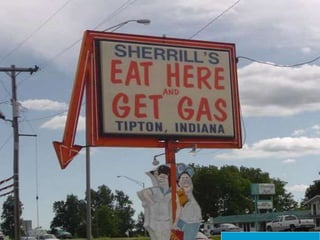 SHERRILL'S
EAT HERE
AND
GET GAS
TIPTON, INDIANA